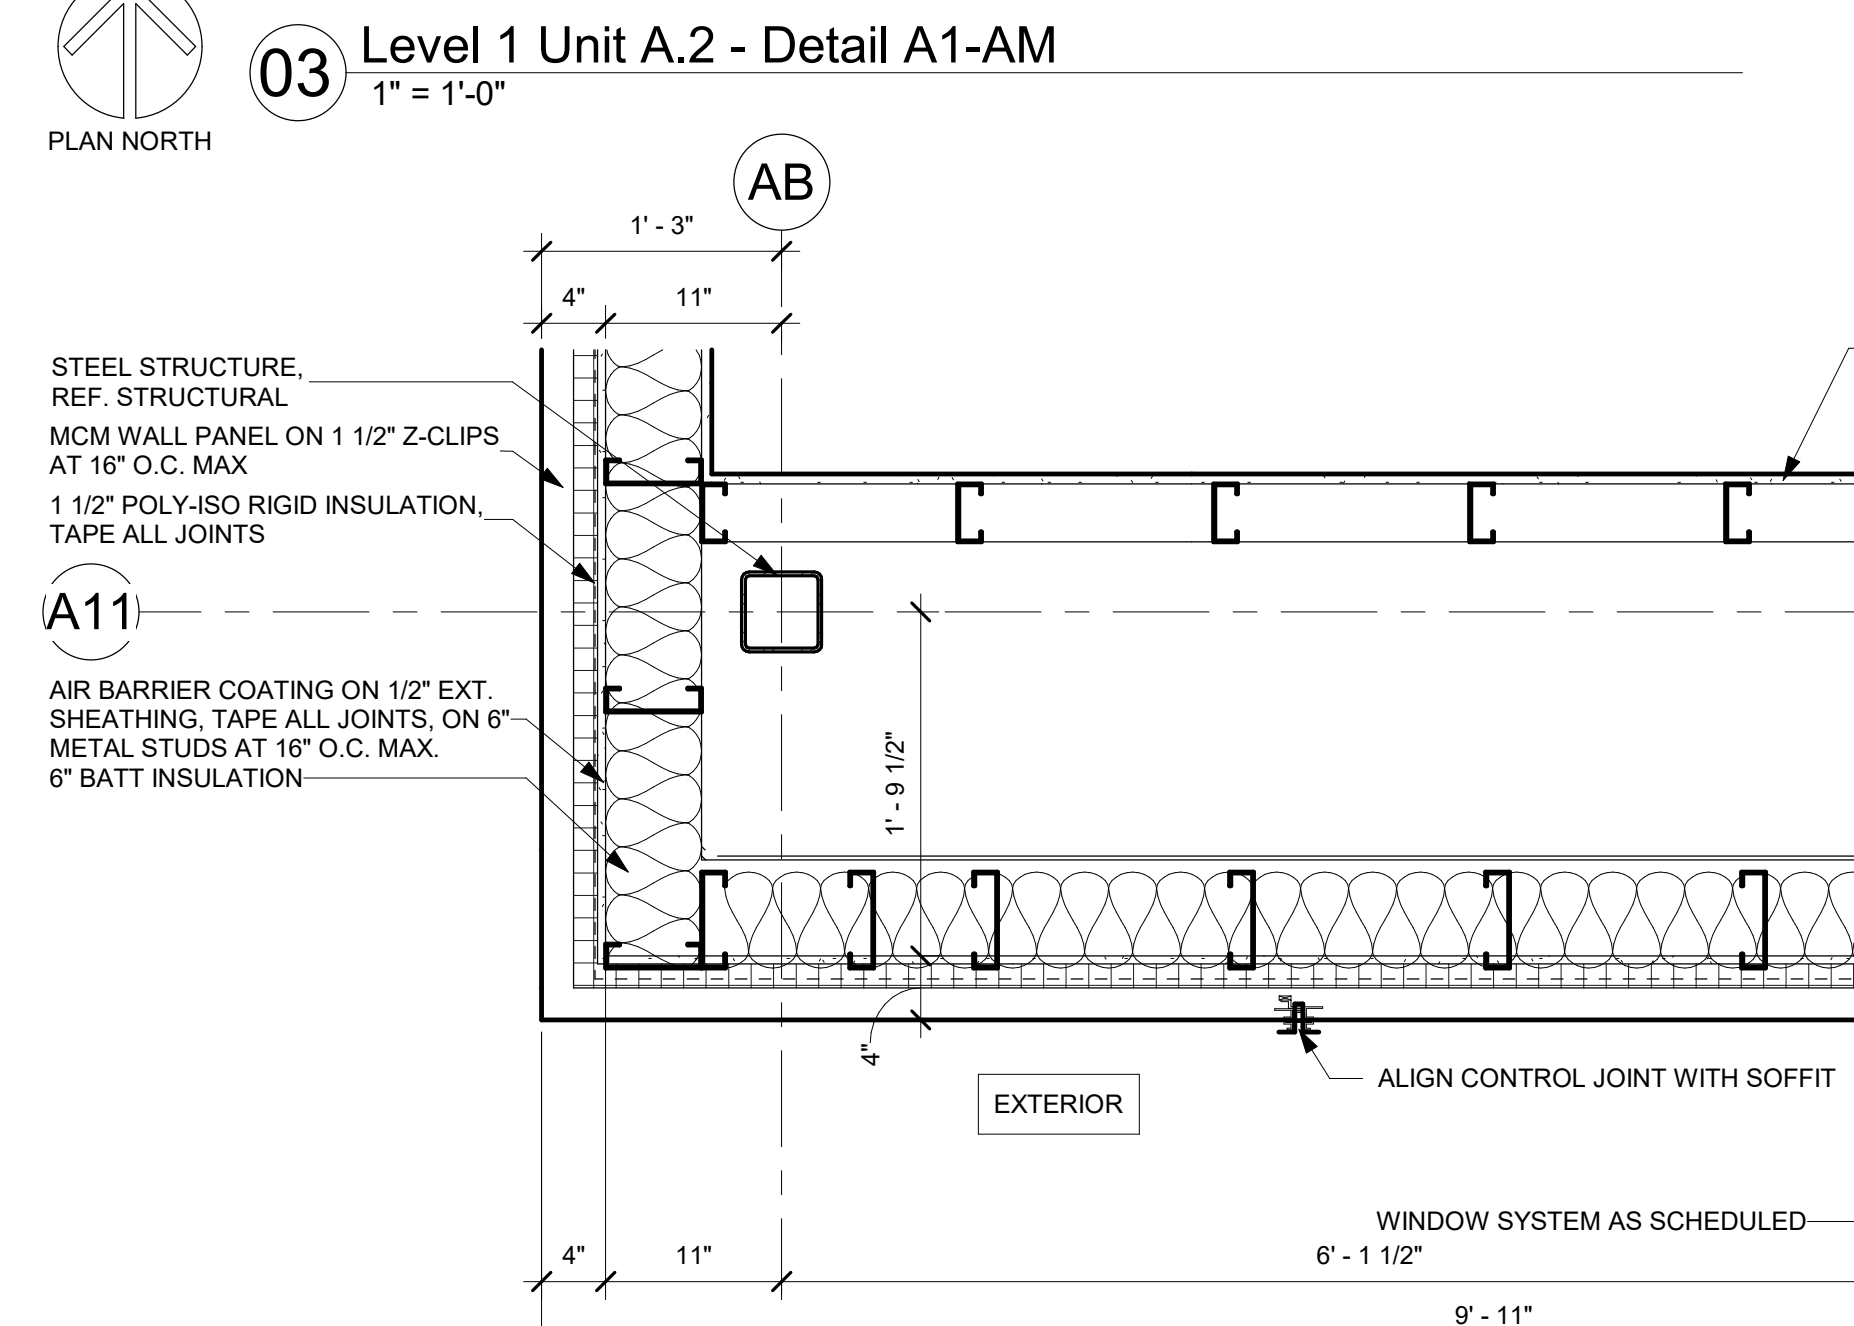 03
Level 1 Unit A.2 - Detail A1-AM
1" = 1'-0"
PLAN NORTH
AB
1' - 3"
4"
11"
STEEL STRUCTURE,
REF. STRUCTURAL
MCM WALL PANEL ON 1 1/2" Z-CLIPS
AT 16" O.C. MAX
1 1/2" POLY-ISO RIGID INSULATION,
TAPE ALL JOINTS
A11
AIR BARRIER COATING ON 1/2" EXT.
SHEATHING, TAPE ALL JOINTS, ON 6"
METAL STUDS AT 16" O.C. MAX.
6" BATT INSULATION
1' - 9 1/2"
4"
ALIGN CONTROL JOINT WITH SOFFIT
EXTERIOR
WINDOW SYSTEM AS SCHEDULED
4"
11"
6' - 1 1/2"
9' - 11"